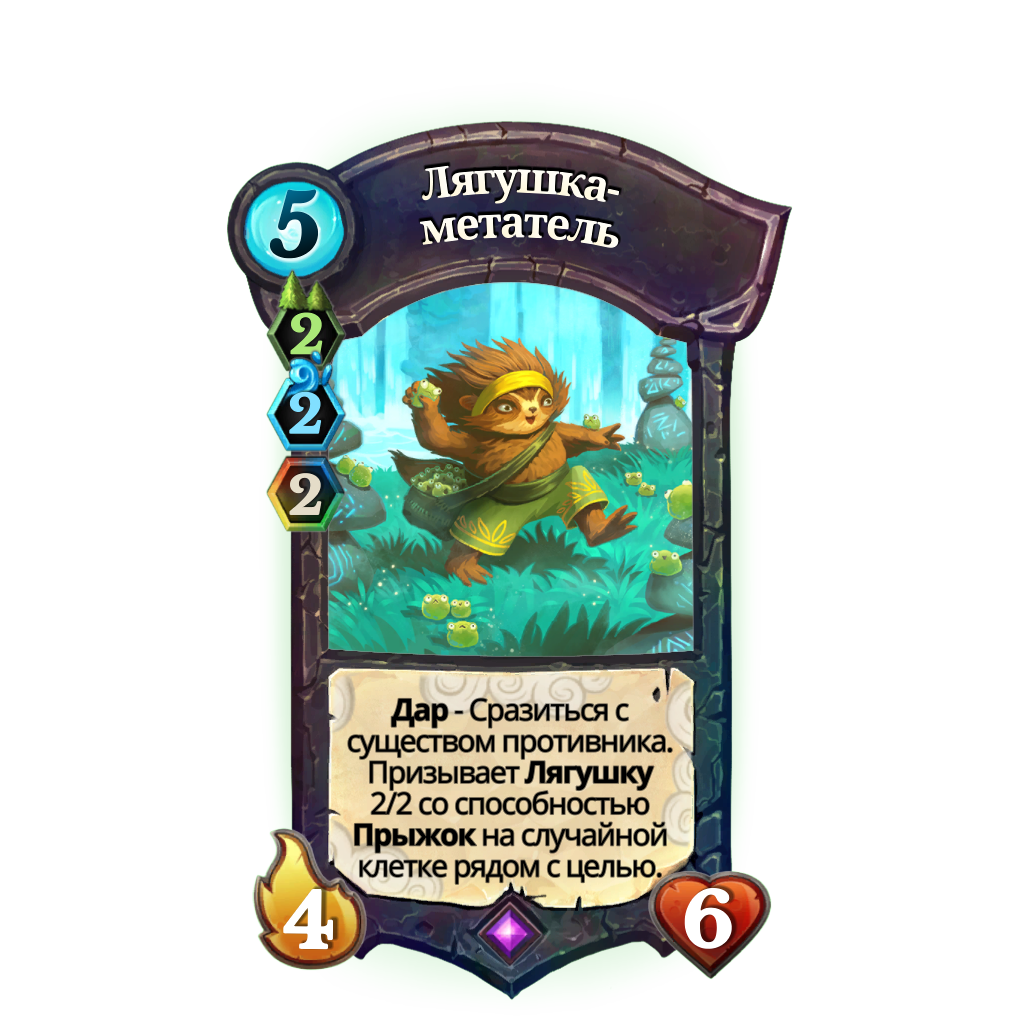 Лягушка-
метатель
5
2
2
2
Дар - Сразиться с
существом противника.
Призывает Лягушку
2/2 со способностью
Прыжок на случайной
клетке рядом с целью.
4
6